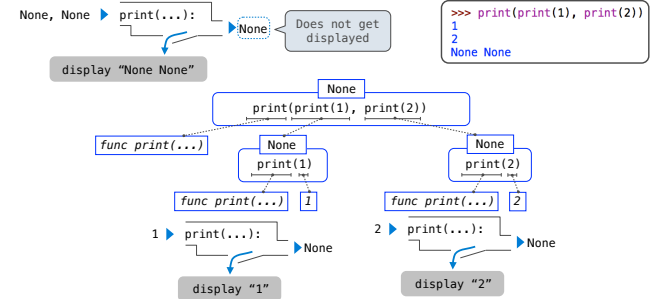 None, None
print(...):
None
Does not get
displayed
display “None None”
>>> print(print(1), print(2))
1
2
None None
None
print(print(1), print(2))
func print(...)
None
print(1)
func print(...)
1
None
print(2)
func print(...)
2
1
print(...):
None
display “1”
2
print(...):
None
display “2”